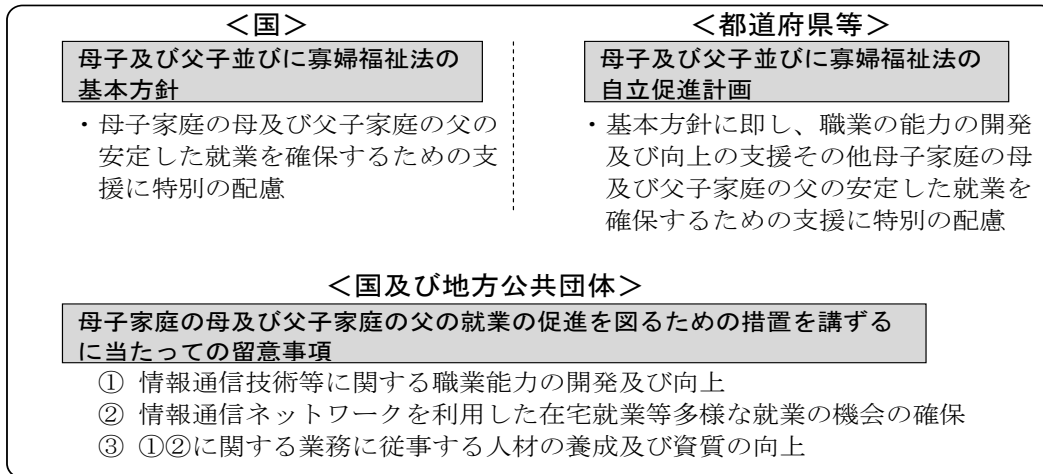 ＜国＞
母子及び父子並びに寡婦福祉法の
基本方針
・母子家庭の母及び父子家庭の父の
安定した就業を確保するための支
援に特別の配慮
＜都道府県等＞
母子及び父子並びに寡婦福祉法の
自立促進計画
・基本方針に即し、職業の能力の開発
及び向上の支援その他母子家庭の母
及び父子家庭の父の安定した就業を
確保するための支援に特別の配慮
＜国及び地方公共団体＞
母子家庭の母及び父子家庭の父の就業の促進を図るための措置を講ずる
に当たっての留意事項
① 情報通信技術等に関する職業能力の開発及び向上
② 情報通信ネットワークを利用した在宅就業等多様な就業の機会の確保
③ ①②に関する業務に従事する人材の養成及び資質の向上